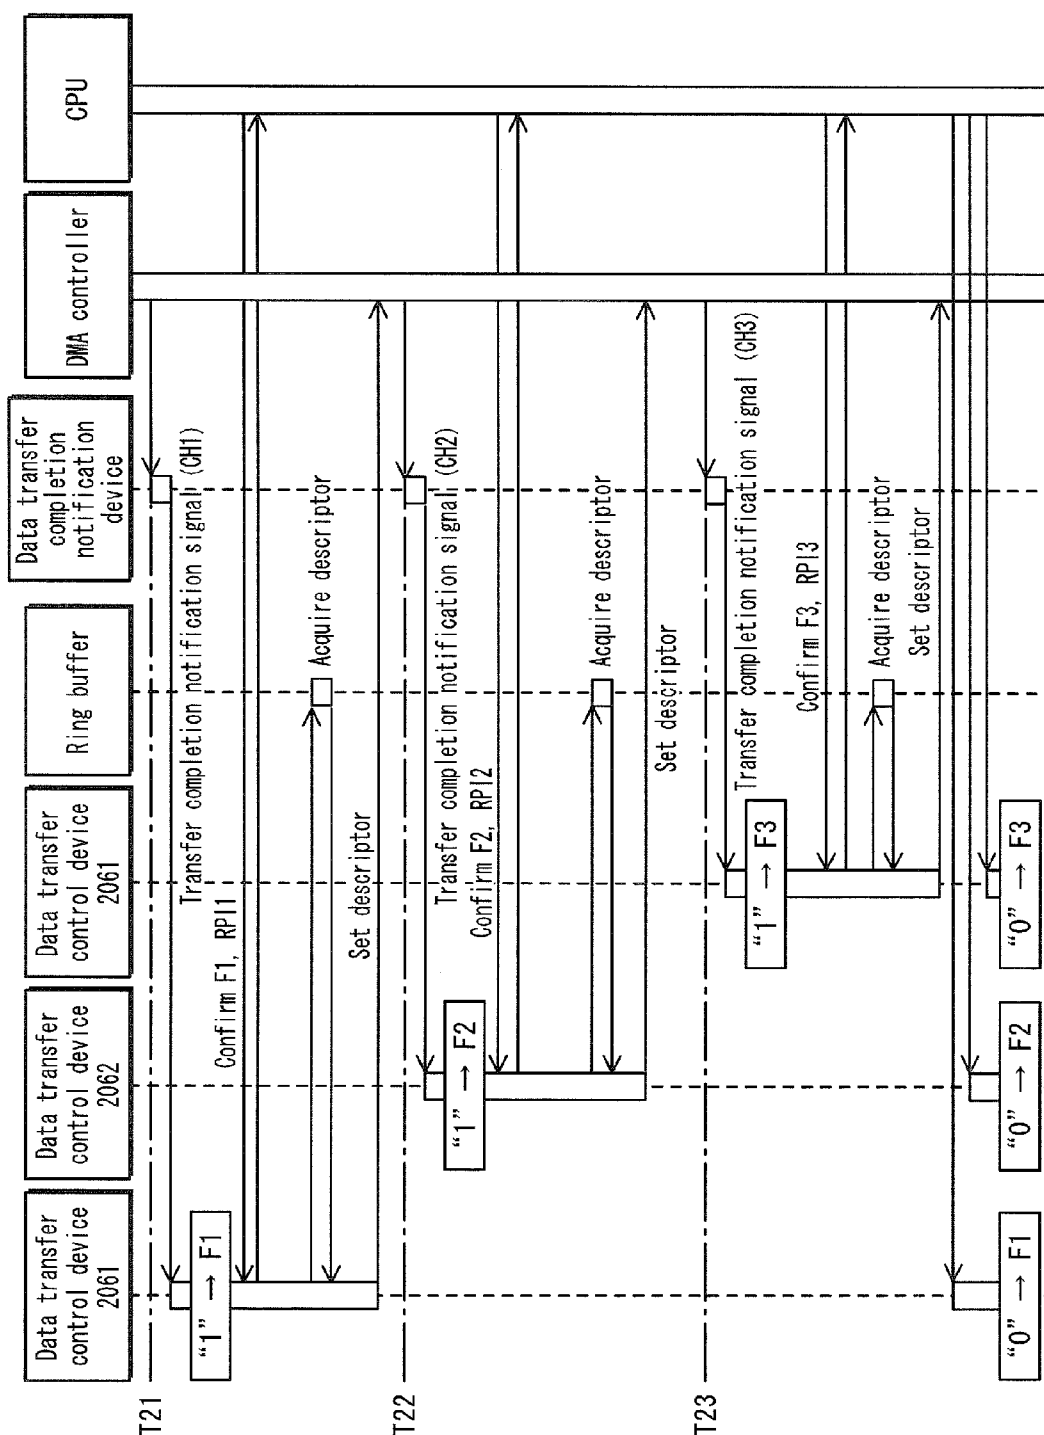 Data transfer
control device
2061
Data transfer
control device
2062
Data transfer
control device
2061
Ring buffer
Data transfer
completion
notification
device
DMA controller
CPU
T21
Transfer completion notification signal (CH1)
“1” → F1
Confirm F1, RPI1
Acquire descriptor
Set descriptor
T22
Transfer completion notification signal (CH2)
“1” → F2
Confirm F2, RPI2
Acquire descriptor
Set descriptor
T23
Transfer completion notification signal (CH3)
“1” → F3
Confirm F3, RPI3
Acquire descriptor
Set descriptor
“0” → F1
“0” → F2
“0” → F3